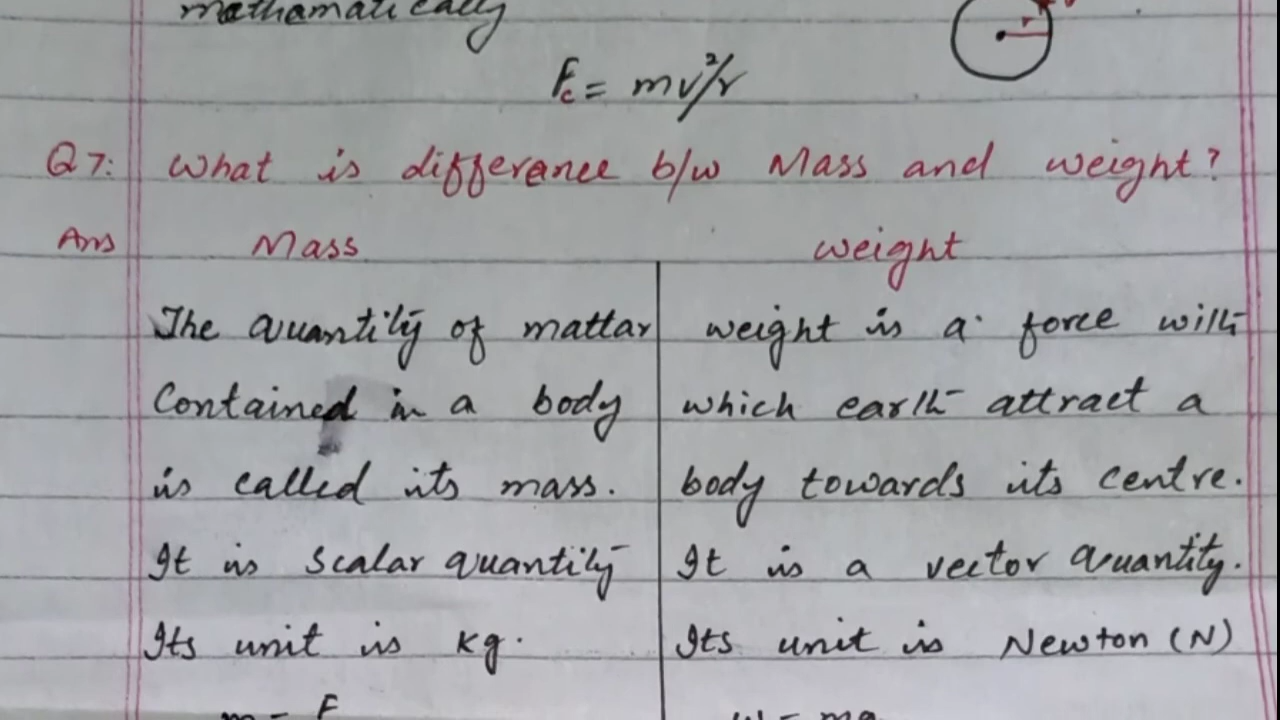 mathematically
r
Fc = mv²/r
Q7: What is difference b/w Mass and weight?
Ans Mass weight
The quantity of mattar
Contained in a body
is called its mass.
It is scalar quantity
Its unit is kg.
weight is a force with
which earth attract a
body towards its centre.
It is a vector quantity.
Its unit is Newton (N)